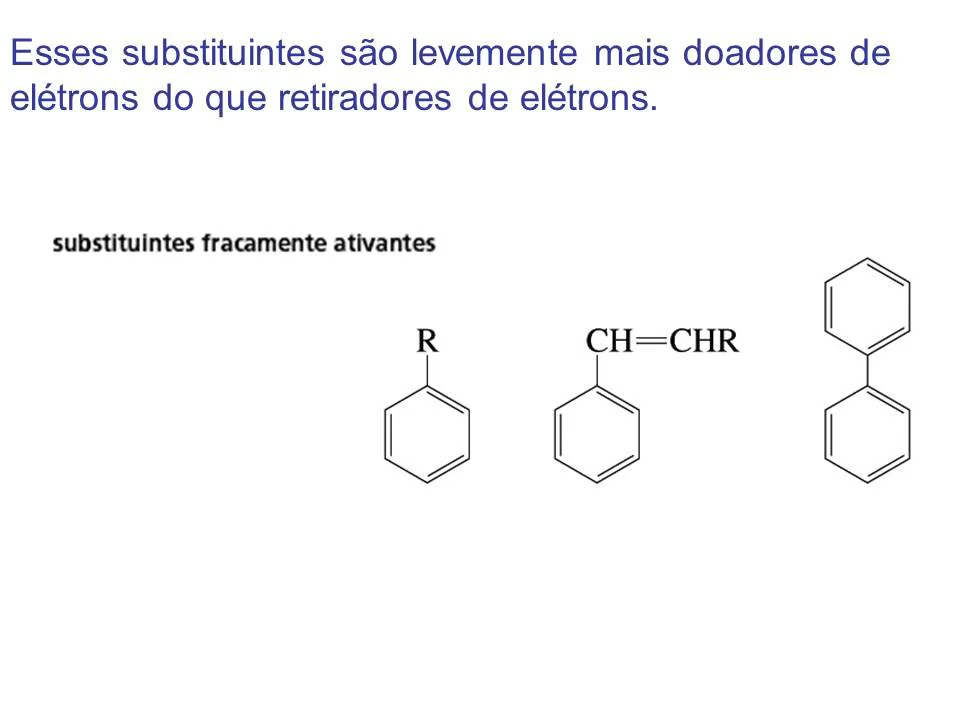 Esses substituintes são levemente mais doadores de
elétrons do que retiradores de elétrons.
substituintes fracamente ativantes
R
CH=CHR